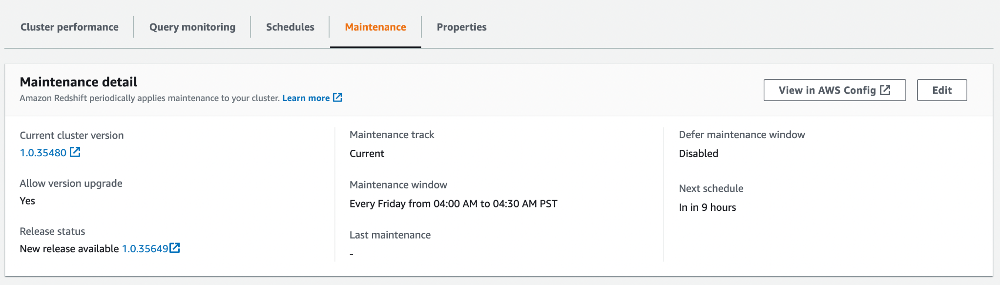 Cluster performance
Query monitoring
Schedules
Maintenance
Properties
Maintenance detail
Amazon Redshift periodically applies maintenance to your cluster. Learn more
View in AWS Config
Edit
Current cluster version
1.0.35480
Allow version upgrade
Yes
Release status
New release available 1.0.35649
Maintenance track
Current
Maintenance window
Every Friday from 04:00 AM to 04:30 AM PST
Last maintenance
-
Defer maintenance window
Disabled
Next schedule
In in 9 hours